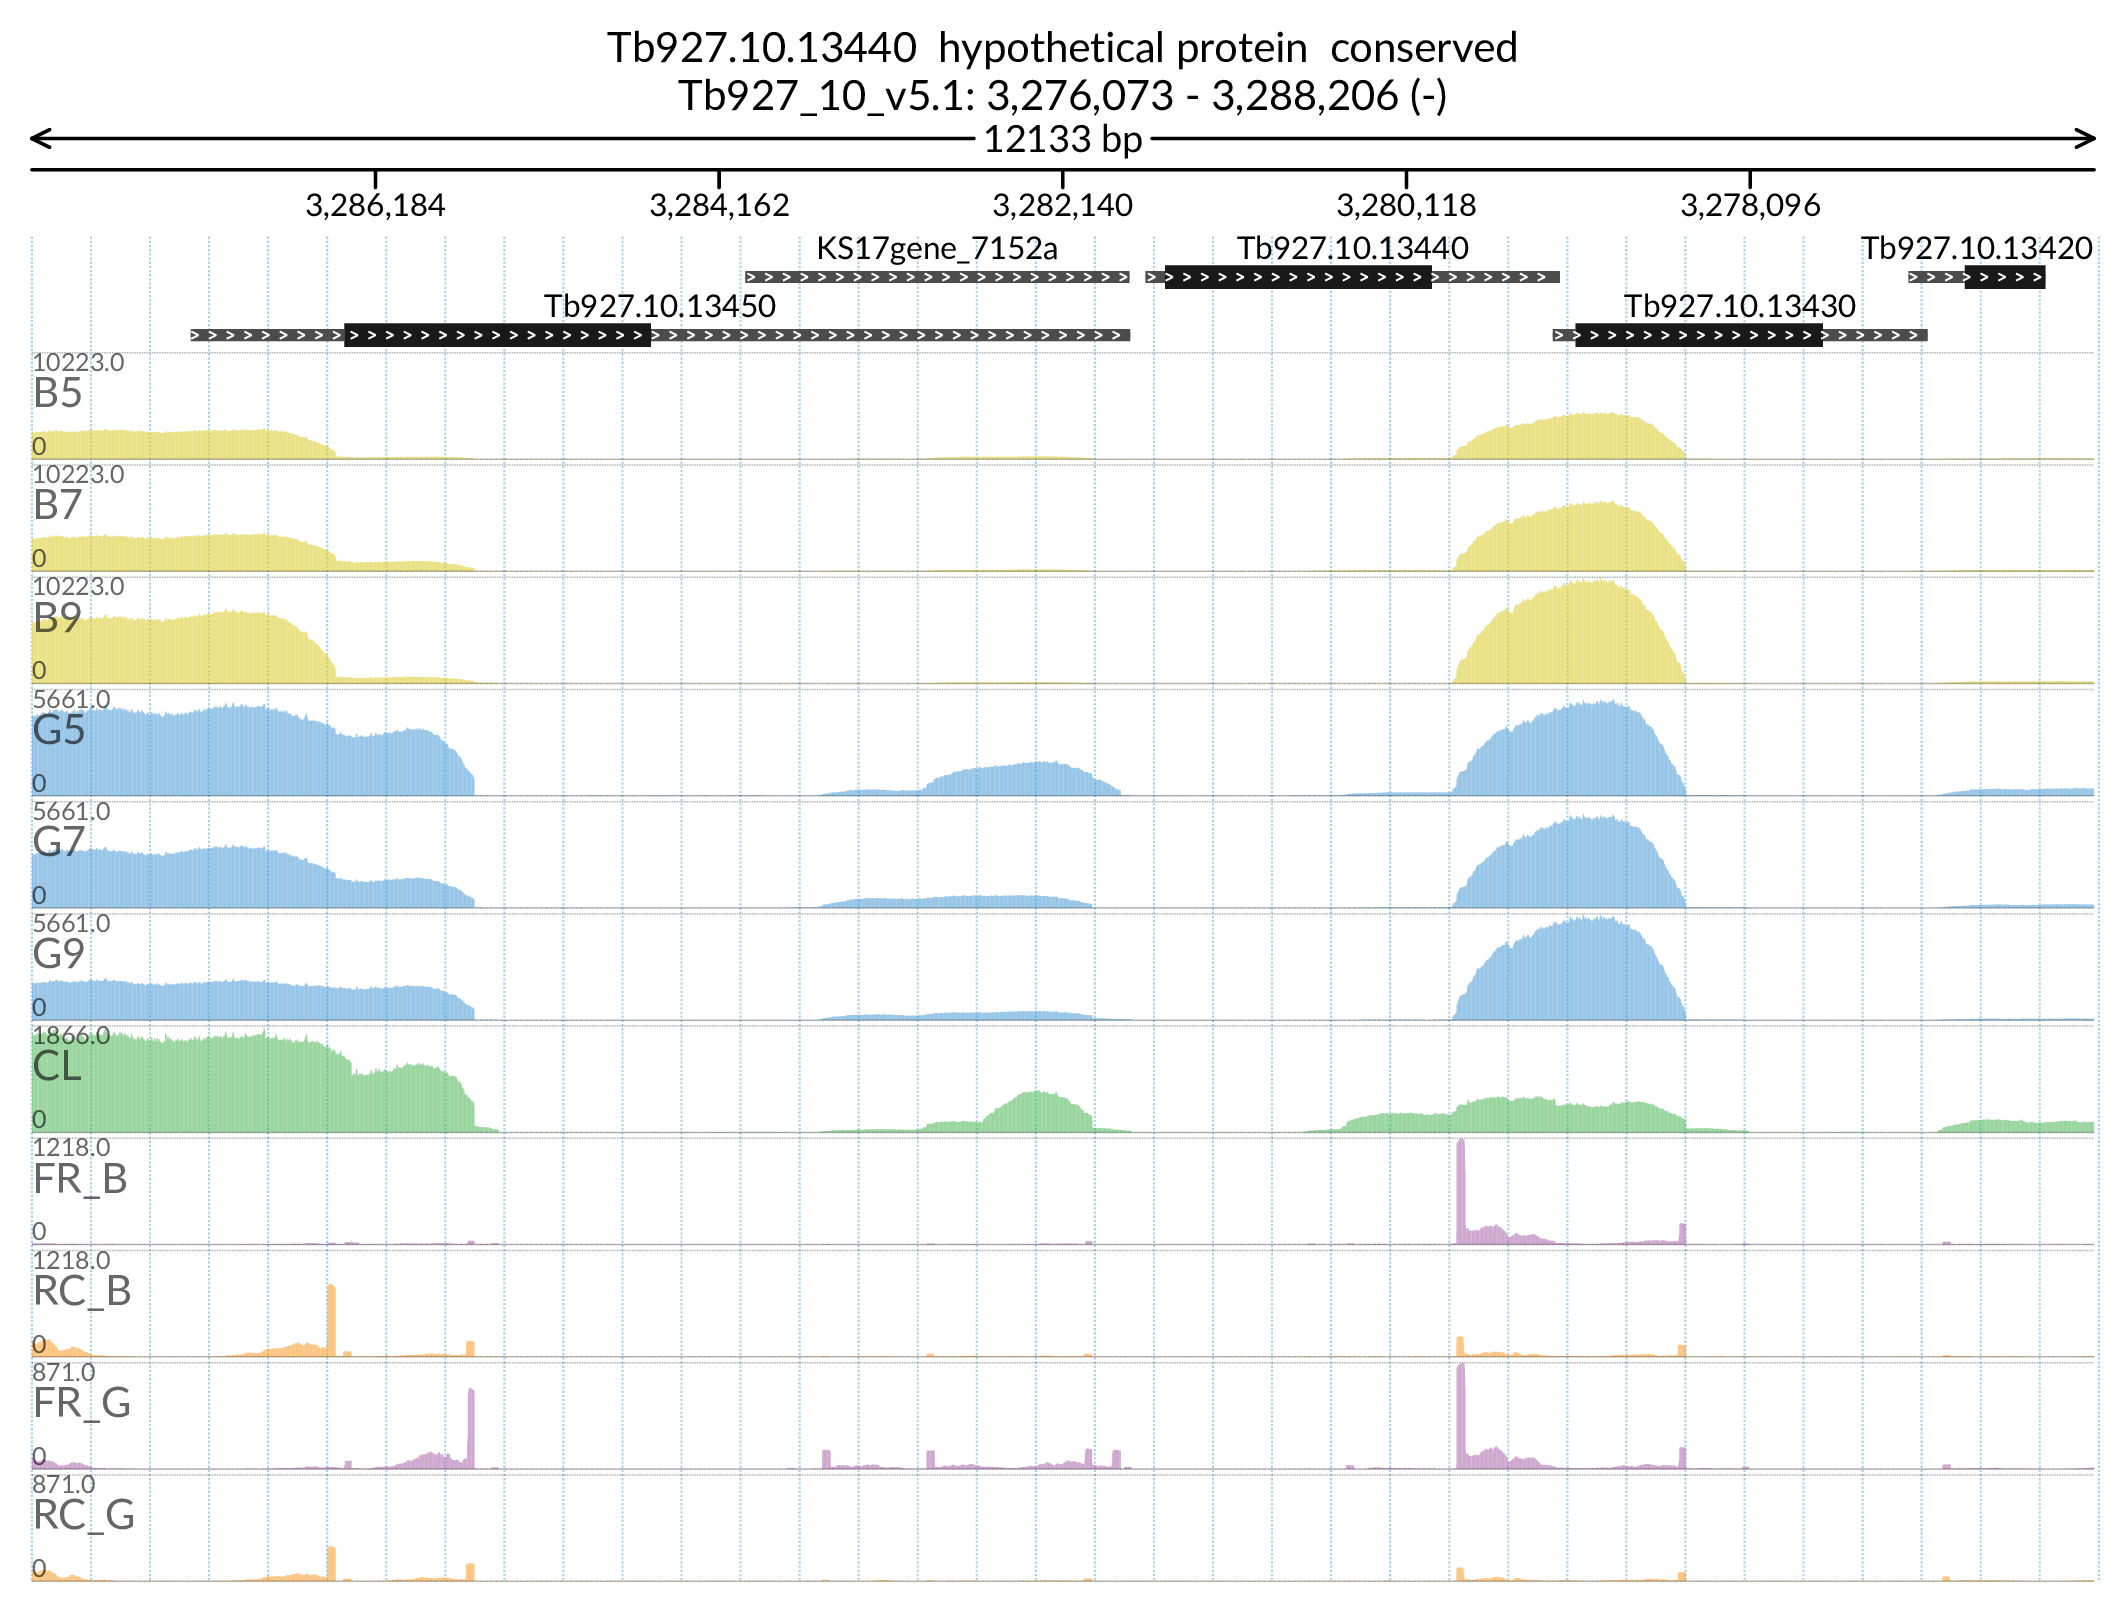 Tb927.10.13440  hypothetical protein  conserved
Tb927_10_v5.1: 3,276,073 - 3,288,206 (-)
12133 bp
3,286,184 3,284,162 3,282,140 3,280,118 3,278,096
KS17gene_7152a Tb927.10.13440 Tb927.10.13420
Tb927.10.13450 Tb927.10.13430
10223.0
B5
0
10223.0
B7
0
10223.0
B9
0
5661.0
G5
0
5661.0
G7
0
5661.0
G9
0
1866.0
CL
0
1218.0
FR_B
0
1218.0
RC_B
0
871.0
FR_G
0
871.0
RC_G
0